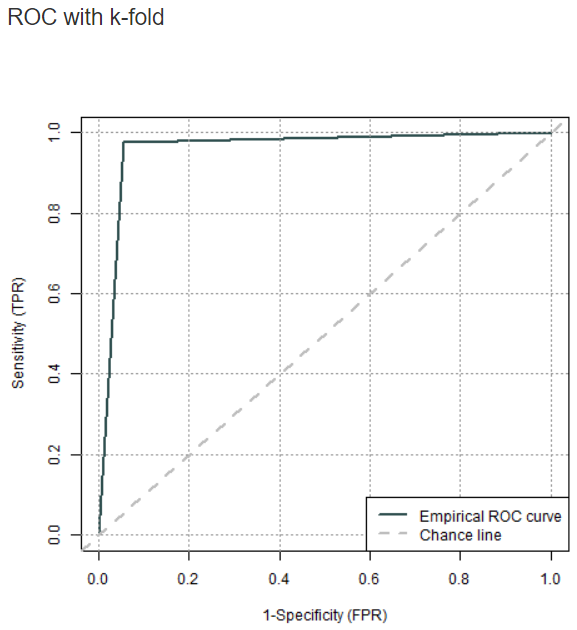 ROC with k-fold
1.0
0.8
0.6
0.4
0.2
0.0
Sensitivity (TPR)
Empirical ROC curve
Chance line
0.0 0.2 0.4 0.6 0.8 1.0
1-Specificity (FPR)